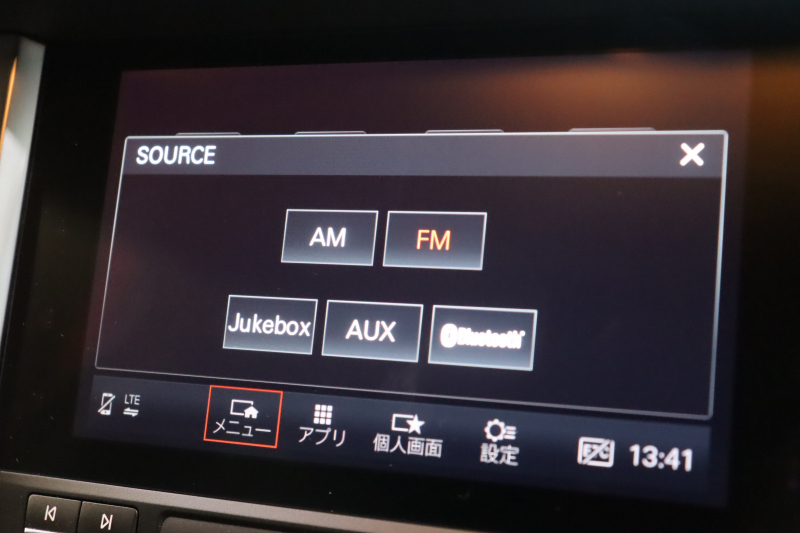 SOURCE
AM
FM
Jukebox
AUX
Bluetooth
LTE
メニュー
アプリ
個人画面
設定
ETC
13:41